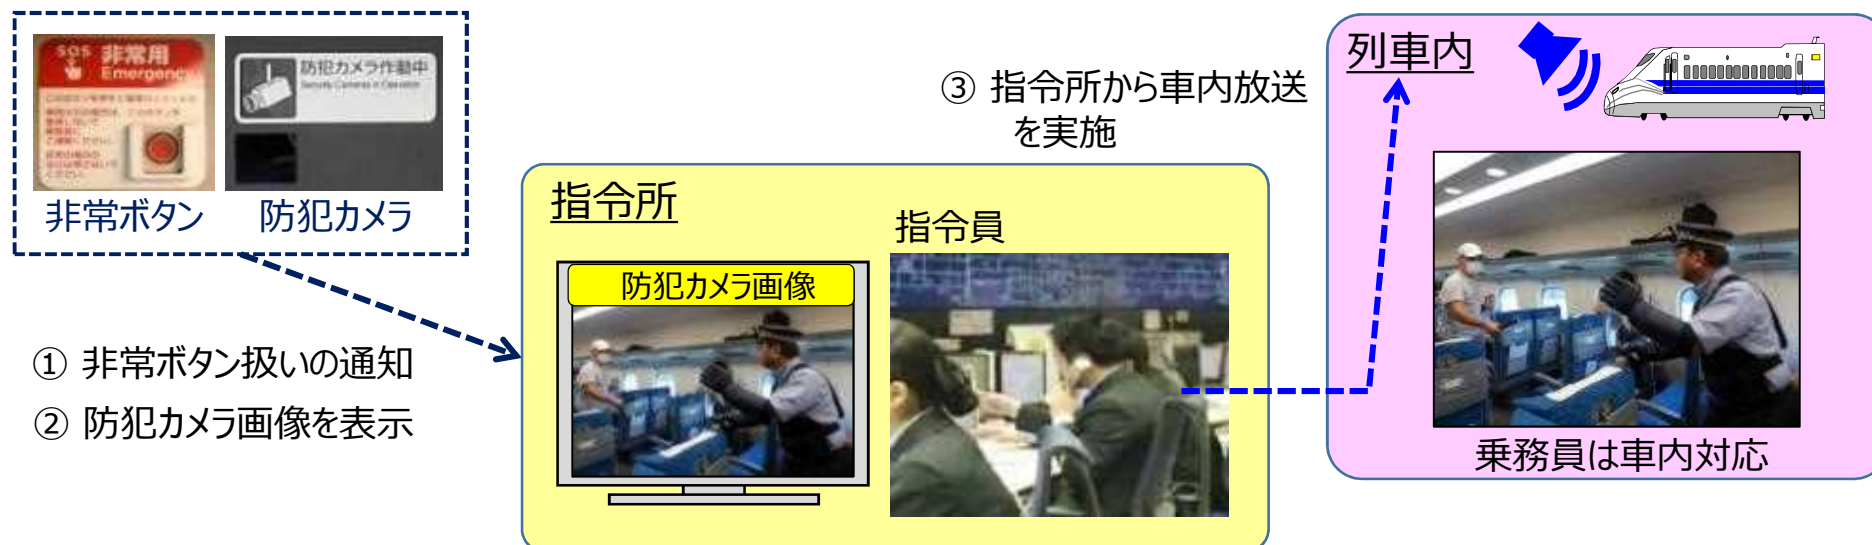 SOS
非常用
Emergency
防犯カメラ作動中
Security Cameras in Operation
非常ボタン
防犯カメラ
① 非常ボタン扱いの通知
② 防犯カメラ画像を表示
指令所
防犯カメラ画像
指令員
③ 指令所から車内放送
を実施
列車内
乗務員は車内対応